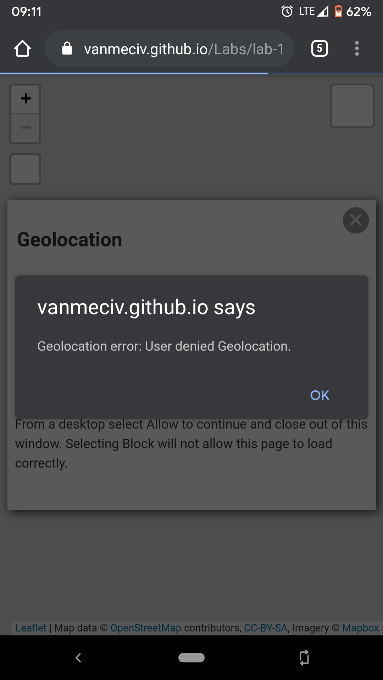 09:11
LTE 62%
vanmeciv.github.io/Labs/lab-1
5
+
−
Geolocation
vanmeciv.github.io says
Geolocation error: User denied Geolocation.
OK
From a desktop select Allow to continue and close out of this
window. Selecting Block will not allow this page to load
correctly.
Leaflet | Map data © OpenStreetMap contributors, CC-BY-SA, Imagery © Mapbox